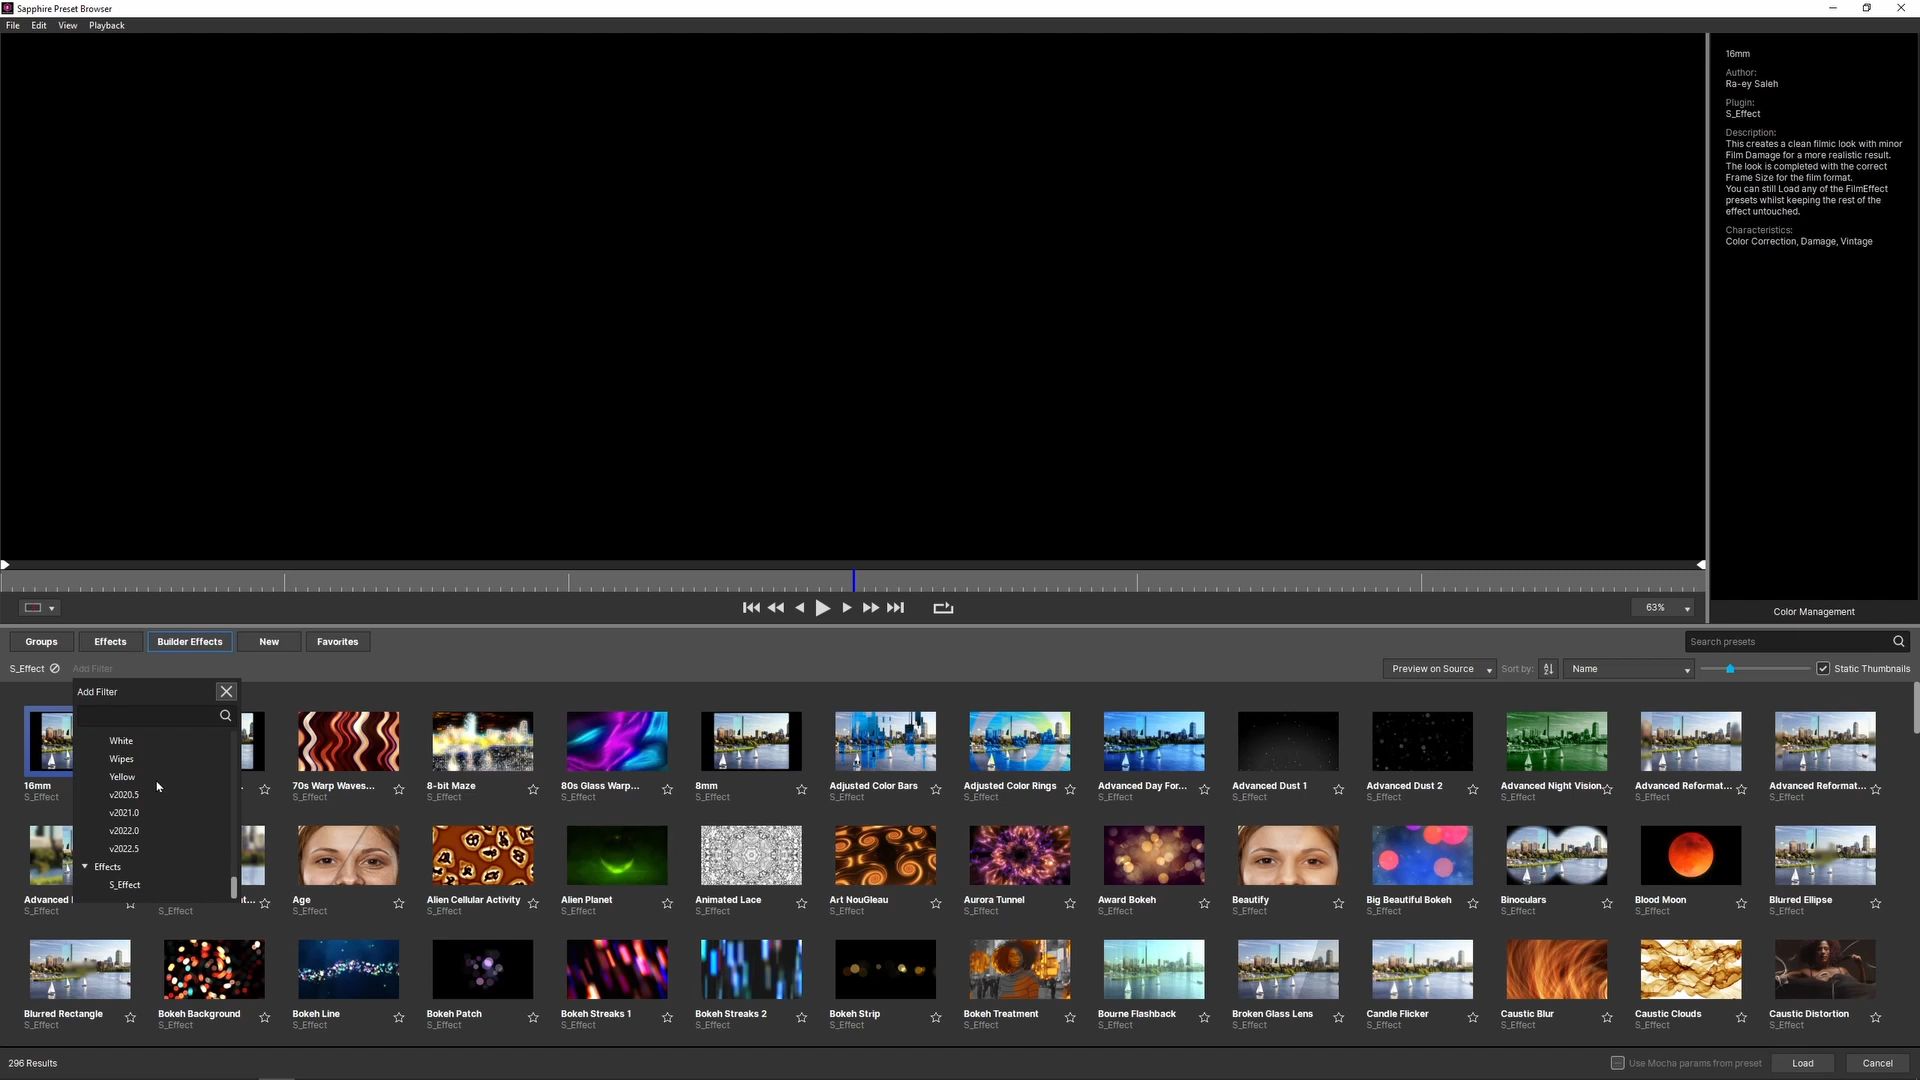 Sapphire Preset Browser
File Edit View Playback
16mm
Author:
Ra-ey Saleh
Plugin:
S_Effect
Description:
This creates a clean filmic look with minor
Film Damage for a more realistic result.
The look is completed with the correct
Frame Size for the film format.
You can still Load any of the FilmEffect
presets whilst keeping the rest of the
effect untouched.
Characteristics:
Color Correction, Damage, Vintage
63%
Color Management
Groups Effects Builder Effects New Favorites Search presets
S_Effect Add Filter Preview on Source Sort by: Name Static Thumbnails
Add Filter
White
Wipes
Yellow
v2020.5
v2021.0
v2022.0
v2022.5
Effects
S_Effect
16mm 70s Warp Waves... 8-bit Maze 80s Glass Warp... 8mm Adjusted Color Bars Adjusted Color Rings Advanced Day For... Advanced Dust 1 Advanced Dust 2 Advanced Night Vision Advanced Reformat... Advanced Reformat...
S_Effect S_Effect S_Effect S_Effect S_Effect S_Effect S_Effect S_Effect S_Effect S_Effect S_Effect S_Effect S_Effect
Advanced t... Age Alien Cellular Activity Alien Planet Animated Lace Art NouGleau Aurora Tunnel Award Bokeh Beautify Big Beautiful Bokeh Binoculars Blood Moon Blurred Ellipse
S_Effect S_Effect S_Effect S_Effect S_Effect S_Effect S_Effect S_Effect S_Effect S_Effect S_Effect S_Effect S_Effect S_Effect
Blurred Rectangle Bokeh Background Bokeh Line Bokeh Patch Bokeh Streaks 1 Bokeh Streaks 2 Bokeh Strip Bokeh Treatment Bourne Flashback Broken Glass Lens Candle Flicker Caustic Blur Caustic Clouds Caustic Distortion
S_Effect S_Effect S_Effect S_Effect S_Effect S_Effect S_Effect S_Effect S_Effect S_Effect S_Effect S_Effect S_Effect S_Effect
296 Results Use Mocha params from preset Load Cancel